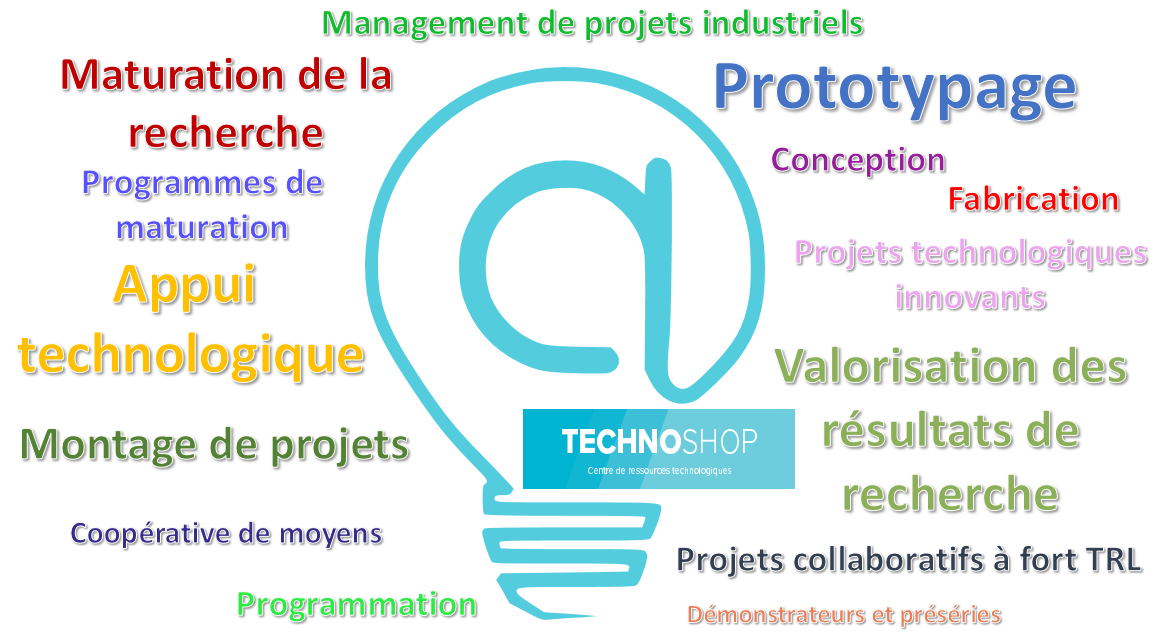 Management de projets industriels
Maturation de la
recherche
Programmes de
maturation
Appui
technologique
Montage de projets
Coopérative de moyens
Programmation
Prototypage
Conception
Fabrication
Projets technologiques
innovants
Valorisation des
résultats de
recherche
TECHNOSHOP
Centre de ressources technologiques
Projets collaboratifs à fort TRL
Démonstrateurs et préséries